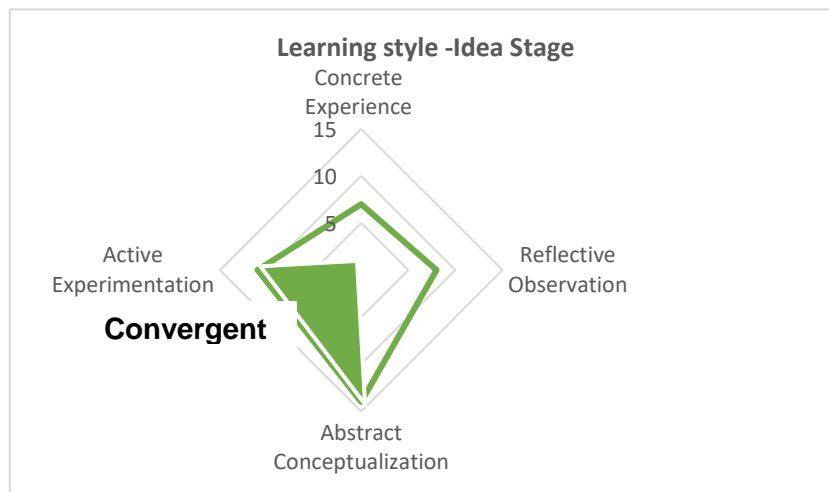 Learning style -Idea Stage
Concrete
Experience
15
10
5
Active
Experimentation
Reflective
Observation
Convergent
Abstract
Conceptualization